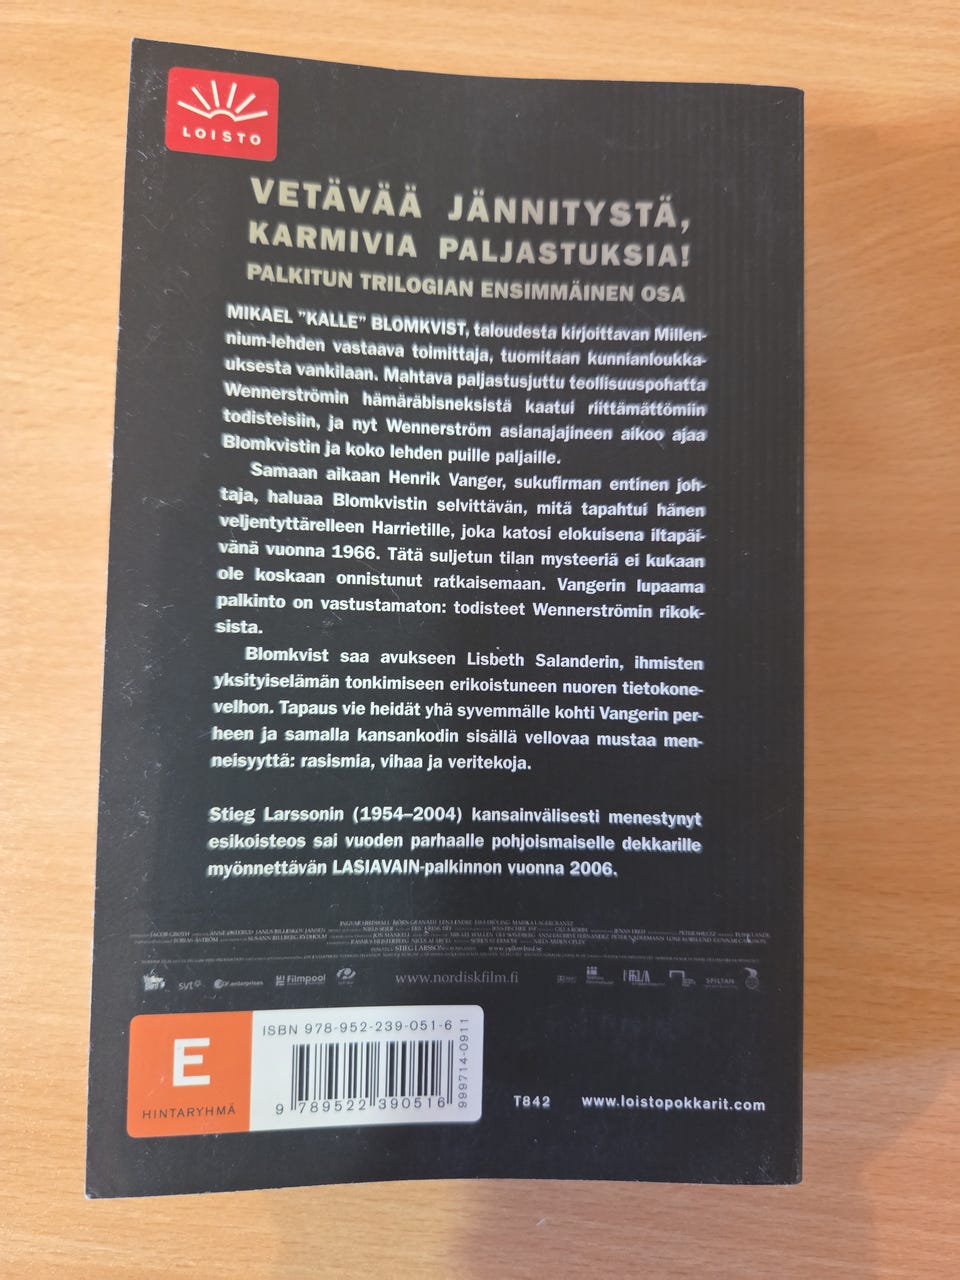 LOISTO
VETÄVÄÄ JÄNNITYSTÄ,
KARMIVIA PALJASTUKSIA!
PALKITUN TRILOGIAN ENSIMMÄINEN OSA
MIKAEL ”KALLE” BLOMKVIST, taloudesta kirjoittavan Millen-
nium-lehden vastaava toimittaja, tuomitaan kunnianloukka-
uksesta vankilaan. Mahtava paljastusjuttu teollisuuspohatta
Wennerströmin hämäräbisneksistä kaatui riittämättömiin
todisteisiin, ja nyt Wennerström asianajajineen aikoo ajaa
Blomkvistin ja koko lehden puille paljaille.
Samaan aikaan Henrik Vanger, sukufirman entinen joh-
taja, haluaa Blomkvistin selvittävän, mitä tapahtui hänen
veljentyttärelleen Harrietille, joka katosi elokuisena iltapäi-
vänä vuonna 1966. Tätä suljetun tilan mysteeriä ei kukaan
ole koskaan onnistunut ratkaisemaan. Vangerin lupaama
palkinto on vastustamaton: todisteet Wennerströmin rikok-
sista.
Blomkvist saa avukseen Lisbeth Salanderin, ihmisten
yksityiselämän tonkimiseen erikoistuneen nuoren tietokone-
velhon. Tapaus vie heidät yhä syvemmälle kohti Vangerin per-
heen ja samalla kansankodin sisällä vellovaa mustaa men-
neisyyttä: rasismia, vihaa ja veritekoja.
Stieg Larssonin (1954–2004) kansainvälisesti menestynyt
esikoisteos sai vuoden parhaalle pohjoismaiselle dekkarille
myönnettävän LASIAVAIN-palkinnon vuonna 2006.
STIEG LARSSON
svt enterprises Filmpool www.nordiskfilm.fi SPILTAN
E
HINTARYHMÄ
ISBN 978-952-239-051-6
9 789522 390516
999714-0911
T842 www.loistopokkarit.com